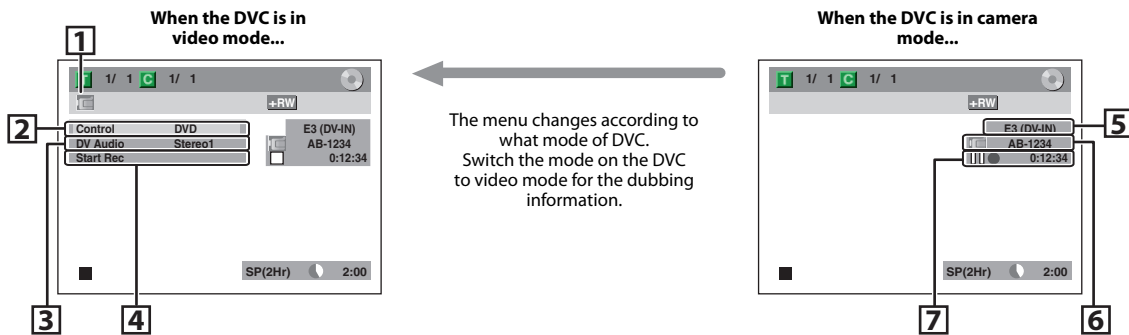 When the DVC is in
video mode...
1
T 1/ 1 C 1/ 1
+RW
2
Control DVD
DV Audio Stereo1
Start Rec
E3 (DV-IN)
AB-1234
0:12:34
SP(2Hr) 2:00
3
4
The menu changes according to
what mode of DVC.
Switch the mode on the DVC
to video mode for the dubbing
information.
When the DVC is in camera
mode...
T 1/ 1 C 1/ 1
+RW
E3 (DV-IN)
5
AB-1234
0:12:34
SP(2Hr) 2:00
7
6